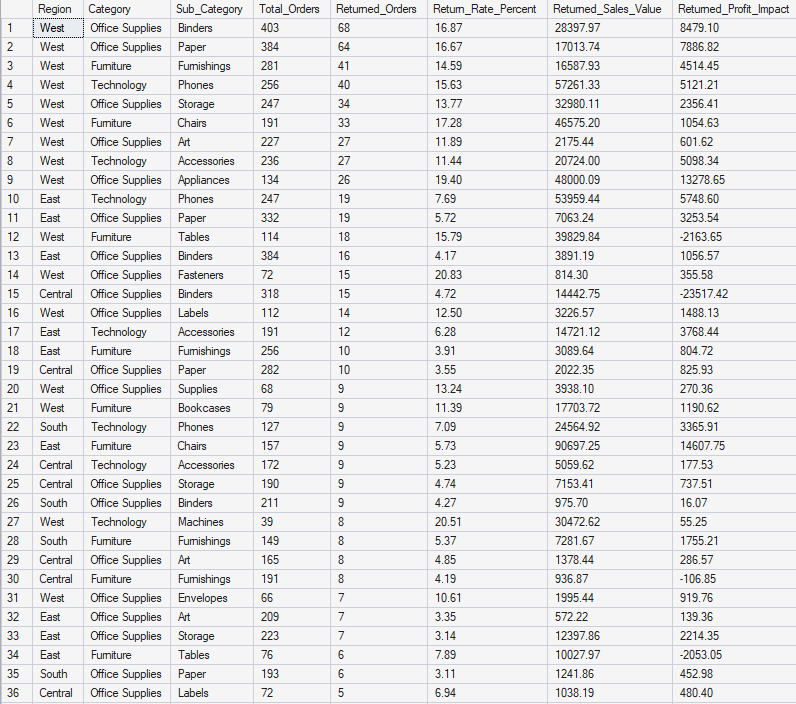 Region Category Sub_Category Total_Orders Returned_Orders Return_Rate_Percent Returned_Sales_Value Returned_Profit_Impact
1 West Office Supplies Binders 403 68 16.87 28397.97 8479.10
2 West Office Supplies Paper 384 64 16.67 17013.74 7886.82
3 West Furniture Furnishings 281 41 14.59 16587.93 4514.45
4 West Technology Phones 256 40 15.63 57261.33 5121.21
5 West Office Supplies Storage 247 34 13.77 32980.11 2356.41
6 West Furniture Chairs 191 33 17.28 46575.20 1054.63
7 West Office Supplies Art 227 27 11.89 2175.44 601.62
8 West Technology Accessories 236 27 11.44 20724.00 5098.34
9 West Office Supplies Appliances 134 26 19.40 48000.09 13278.65
10 East Technology Phones 247 19 7.69 53959.44 5748.60
11 East Office Supplies Paper 332 19 5.72 7063.24 3253.54
12 West Furniture Tables 114 18 15.79 39829.84 -2163.65
13 East Office Supplies Binders 384 16 4.17 3891.19 1056.57
14 West Office Supplies Fasteners 72 15 20.83 814.30 355.58
15 Central Office Supplies Binders 318 15 4.72 14442.75 -23517.42
16 West Office Supplies Labels 112 14 12.50 3226.57 1488.13
17 East Technology Accessories 191 12 6.28 14721.12 3768.44
18 East Furniture Furnishings 256 10 3.91 3089.64 804.72
19 Central Office Supplies Paper 282 10 3.55 2022.35 825.93
20 West Office Supplies Supplies 68 9 13.24 3938.10 270.36
21 West Furniture Bookcases 79 9 11.39 17703.72 1190.62
22 South Technology Phones 127 9 7.09 24564.92 3365.91
23 East Furniture Chairs 157 9 5.73 90697.25 14607.75
24 Central Technology Accessories 172 9 5.23 5059.62 177.53
25 Central Office Supplies Storage 190 9 4.74 7153.41 737.51
26 South Office Supplies Binders 211 9 4.27 975.70 16.07
27 West Technology Machines 39 8 20.51 30472.62 55.25
28 South Furniture Furnishings 149 8 5.37 7281.67 1755.21
29 Central Office Supplies Art 165 8 4.85 1378.44 286.57
30 Central Furniture Furnishings 191 8 4.19 936.87 -106.85
31 West Office Supplies Envelopes 66 7 10.61 1995.44 919.76
32 East Office Supplies Art 209 7 3.35 572.22 139.36
33 East Office Supplies Storage 223 7 3.14 12397.86 2214.35
34 East Furniture Tables 76 6 7.89 10027.97 -2053.05
35 South Office Supplies Paper 193 6 3.11 1241.86 452.98
36 Central Office Supplies Labels 72 5 6.94 1038.19 480.40